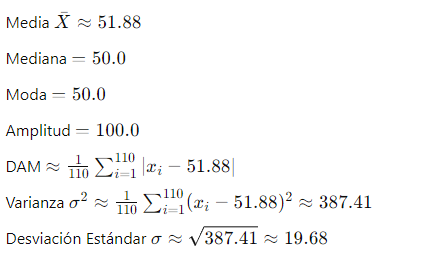 Media X̄ ≈ 51.88
Mediana = 50.0
Moda = 50.0
Amplitud = 100.0
DAM ≈ 1/110 ∑_{i=1}^{110} |x_i − 51.88|
Varianza σ² ≈ 1/110 ∑_{i=1}^{110} (x_i − 51.88)² ≈ 387.41
Desviación Estándar σ ≈ √387.41 ≈ 19.68